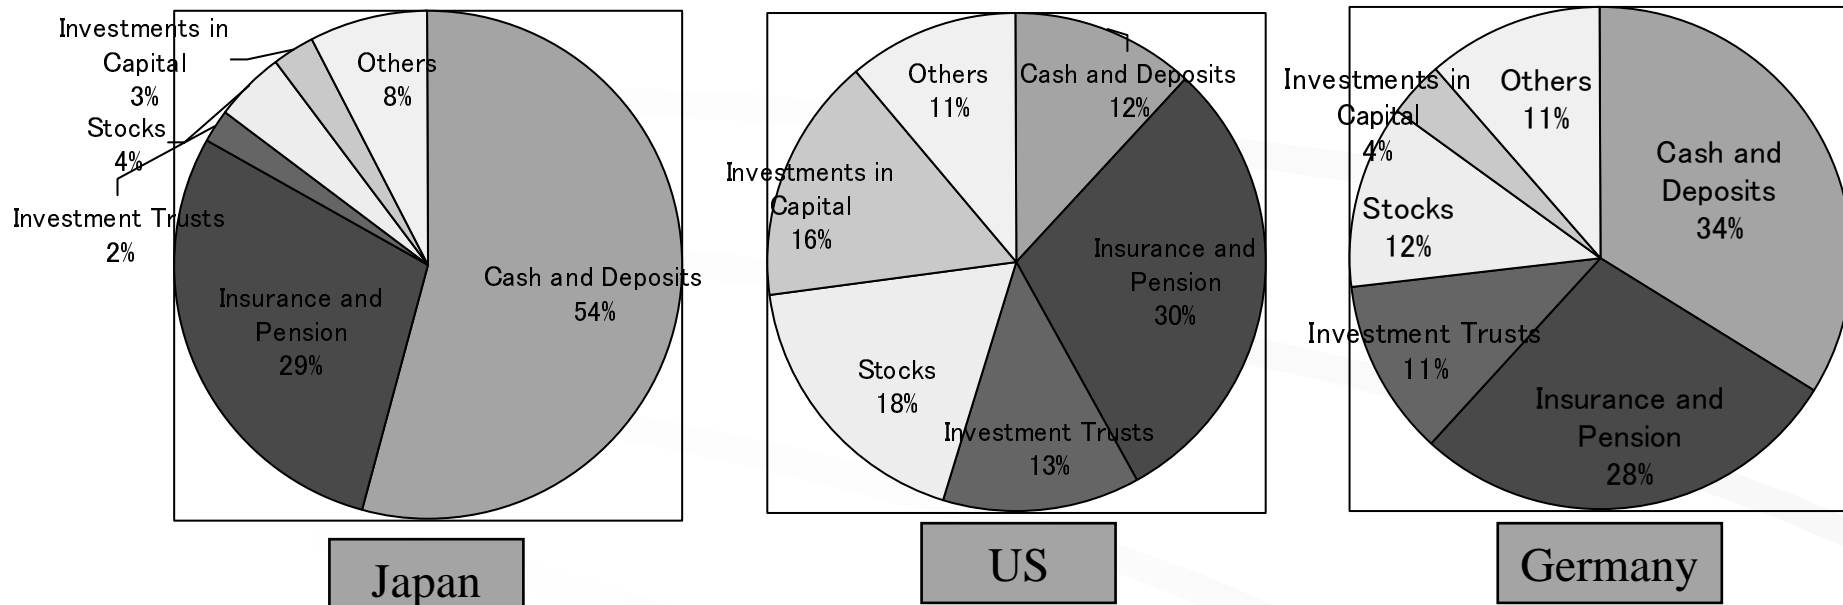 Investments in
Capital
3%
Stocks
4%
Investment Trusts
2%
Others
8%
Insurance and
Pension
29%
Cash and Deposits
54%
Japan
Others
11%
Cash and Deposits
12%
Investments in
Capital
16%
Insurance and
Pension
30%
Stocks
18%
Investment Trusts
13%
US
Investments in
Capital
4%
Others
11%
Cash and
Deposits
34%
Stocks
12%
Investment Trusts
11%
Insurance and
Pension
28%
Germany